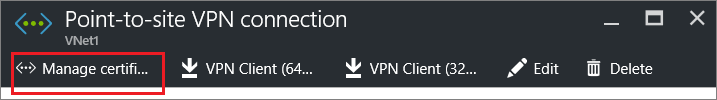 Point-to-site VPN connection
VNet1
Manage certifi... VPN Client (64... VPN Client (32... Edit Delete